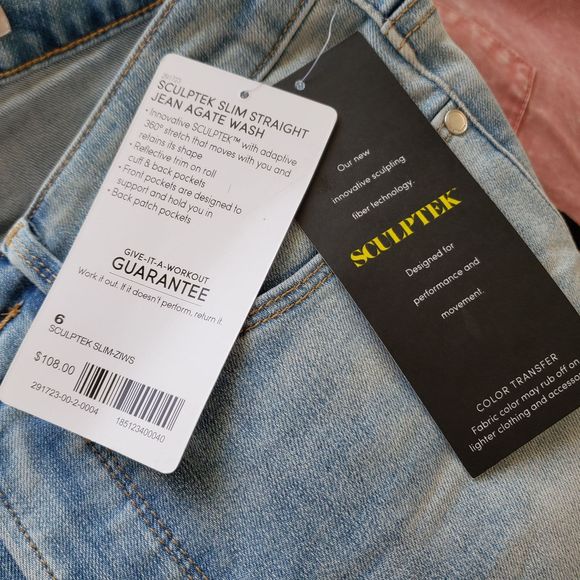 291723
SCULPTEK SLIM STRAIGHT
JEAN AGATE WASH
• Innovative SCULPTEK™ with adaptive
360° stretch that moves with you and
retains its shape
• Reflective trim on roll
cuff & back pockets
• Front pockets are designed to
support and hold you in
• Back patch pockets
GIVE-IT-A-WORKOUT
GUARANTEE
Work it out. If it doesn't perform, return it.
6
SCULPTEK SLIM-ZIWS
$108.00
291723-00-2-0004
185123400040
Our new
innovative sculpting
fiber technology.
SCULPTEK™
Designed for
performance and
movement.
COLOR TRANSFER
Fabric color may rub off on
lighter clothing and accesso